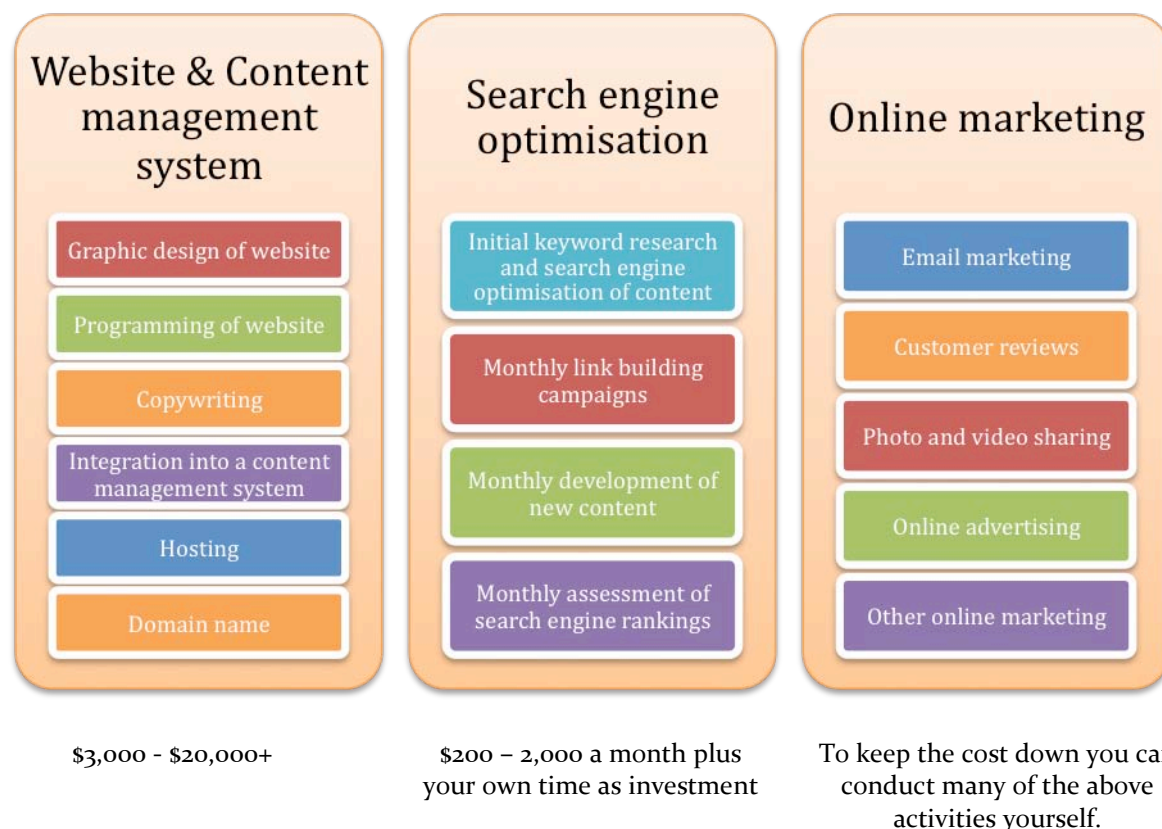 Website & Content
management
system
Graphic design of website
Programming of website
Copywriting
Integration into a content
management system
Hosting
Domain name
$3,000 - $20,000+
Search engine
optimisation
Initial keyword research
and search engine
optimisation of content
Monthly link building
campaigns
Monthly development of
new content
Monthly assessment of
search engine rankings
$200 – 2,000 a month plus
your own time as investment
Online marketing
Email marketing
Customer reviews
Photo and video sharing
Online advertising
Other online marketing
To keep the cost down you
conduct many of the above
activities yourself.